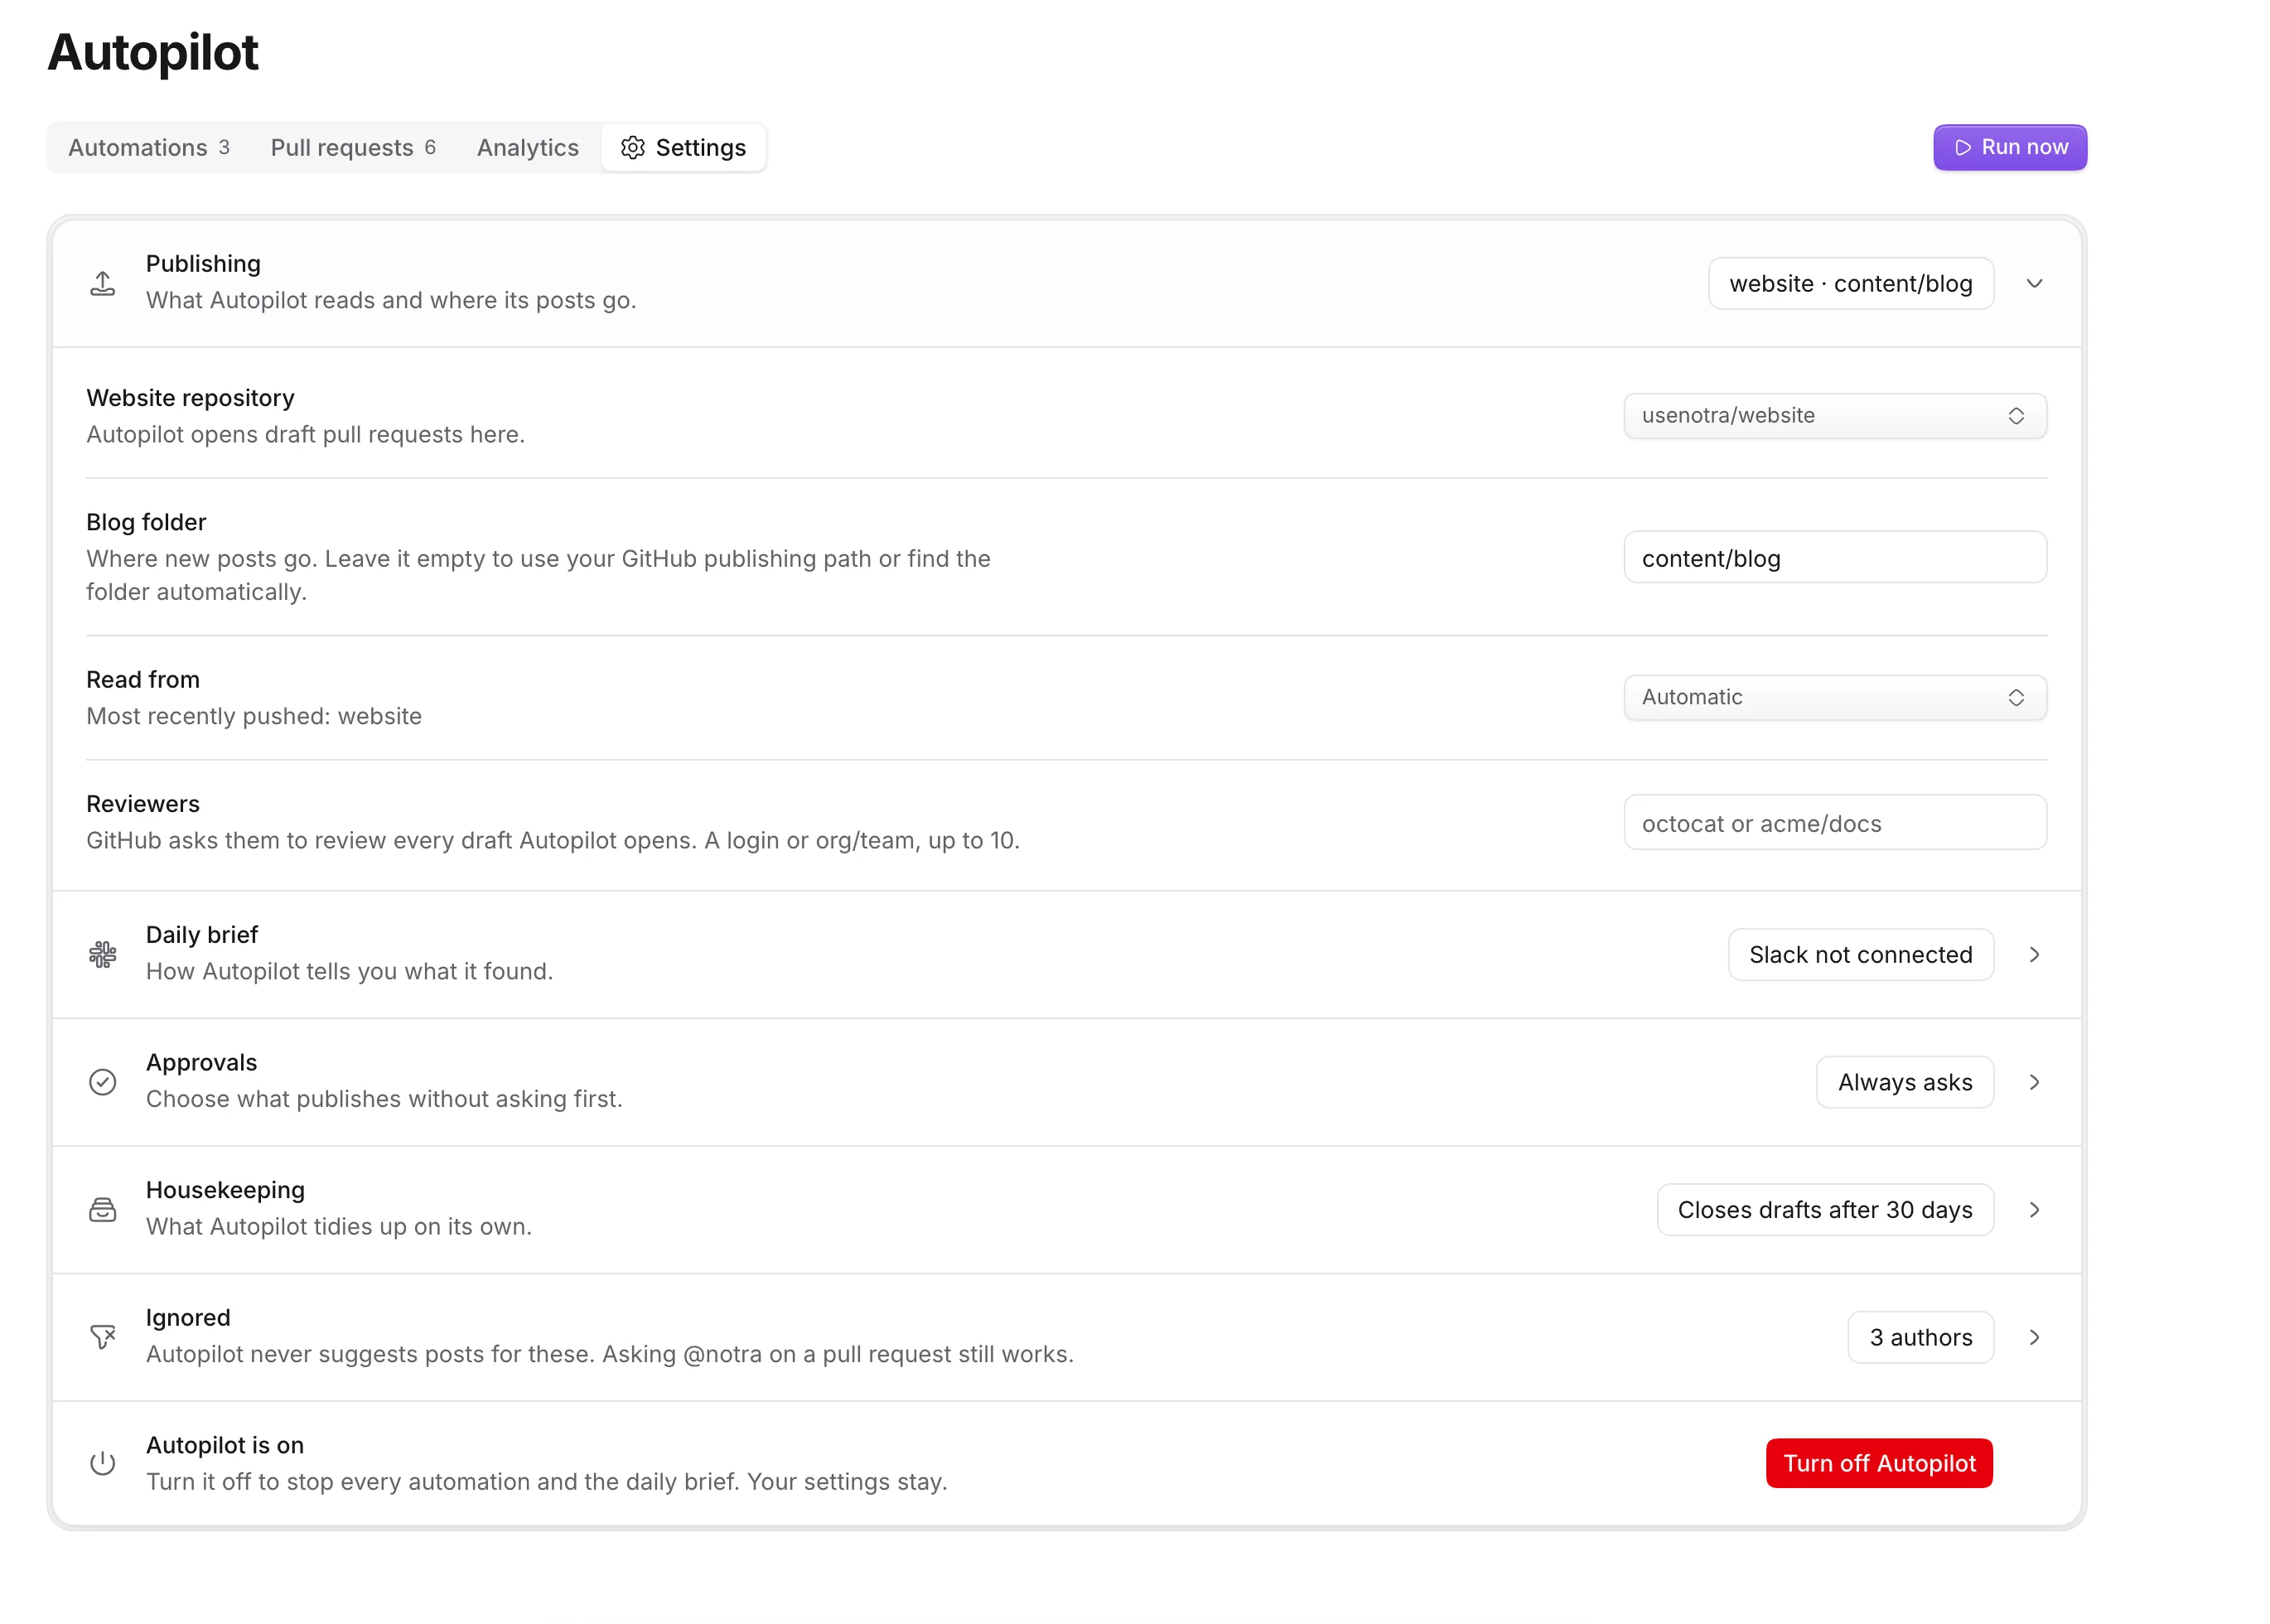 Autopilot
Automations 3
Pull requests 6
Analytics
Settings
Run now
Publishing
What Autopilot reads and where its posts go.
website · content/blog
Website repository
Autopilot opens draft pull requests here.
usenotra/website
Blog folder
Where new posts go. Leave it empty to use your GitHub publishing path or find the
folder automatically.
content/blog
Read from
Most recently pushed: website
Automatic
Reviewers
GitHub asks them to review every draft Autopilot opens. A login or org/team, up to 10.
octocat or acme/docs
Daily brief
How Autopilot tells you what it found.
Slack not connected
Approvals
Choose what publishes without asking first.
Always asks
Housekeeping
What Autopilot tidies up on its own.
Closes drafts after 30 days
Ignored
Autopilot never suggests posts for these. Asking @notra on a pull request still works.
3 authors
Autopilot is on
Turn it off to stop every automation and the daily brief. Your settings stay.
Turn off Autopilot